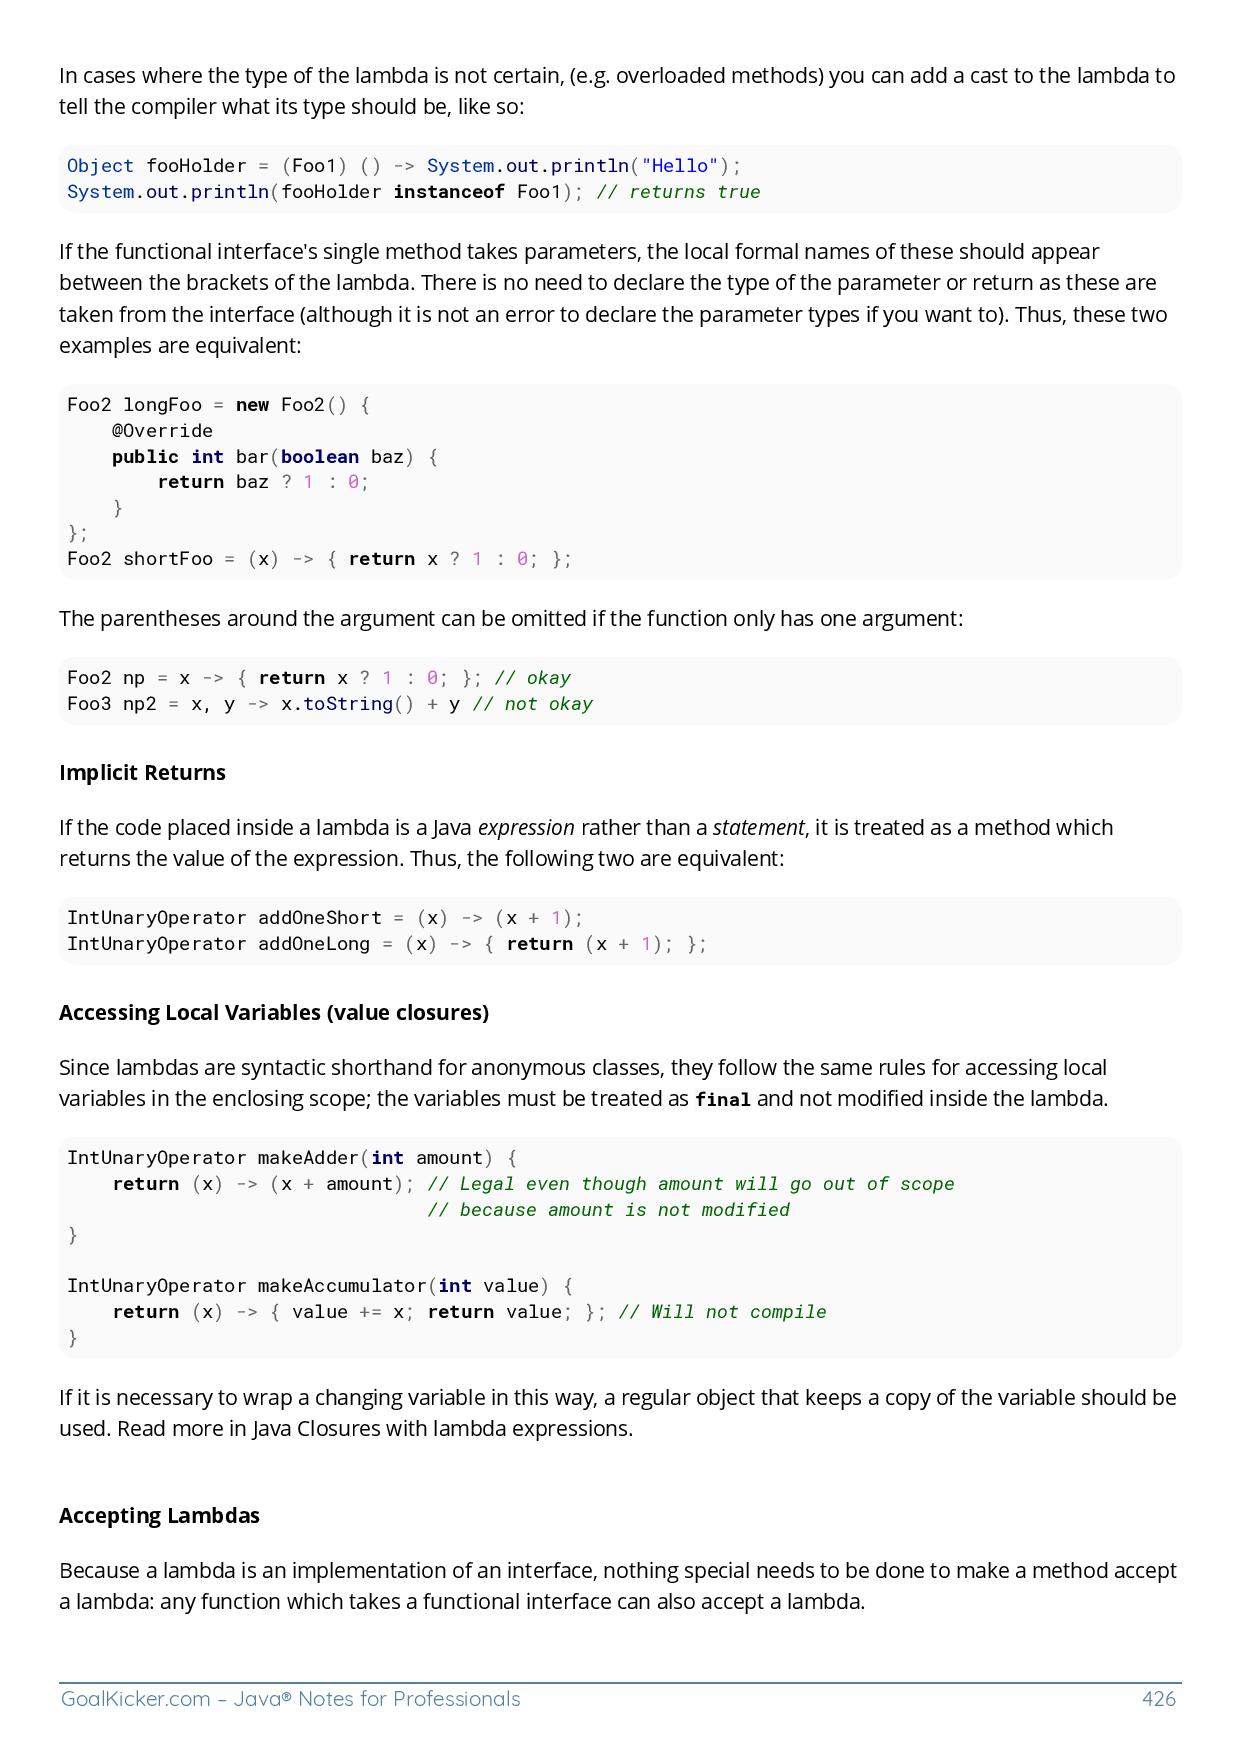 In cases where the type of the lambda is not certain, (e.g. overloaded methods) you can add a cast to the lambda to
tell the compiler what its type should be, like so:
Object fooHolder = (Foo1) () -> System.out.println("Hello");
System.out.println(fooHolder instanceof Foo1); // returns true
If the functional interface's single method takes parameters, the local formal names of these should appear
between the brackets of the lambda. There is no need to declare the type of the parameter or return as these are
taken from the interface (although it is not an error to declare the parameter types if you want to). Thus, these two
examples are equivalent:
Foo2 longFoo = new Foo2() {
    @Override
    public int bar(boolean baz) {
        return baz ? 1 : 0;
    }
};
Foo2 shortFoo = (x) -> { return x ? 1 : 0; };
The parentheses around the argument can be omitted if the function only has one argument:
Foo2 np = x -> { return x ? 1 : 0; }; // okay
Foo3 np2 = x, y -> x.toString() + y // not okay
Implicit Returns
If the code placed inside a lambda is a Java expression rather than a statement, it is treated as a method which
returns the value of the expression. Thus, the following two are equivalent:
IntUnaryOperator addOneShort = (x) -> (x + 1);
IntUnaryOperator addOneLong = (x) -> { return (x + 1); };
Accessing Local Variables (value closures)
Since lambdas are syntactic shorthand for anonymous classes, they follow the same rules for accessing local
variables in the enclosing scope; the variables must be treated as final and not modified inside the lambda.
IntUnaryOperator makeAdder(int amount) {
    return (x) -> (x + amount); // Legal even though amount will go out of scope
                                // because amount is not modified
}
IntUnaryOperator makeAccumulator(int value) {
    return (x) -> { value += x; return value; }; // Will not compile
}
If it is necessary to wrap a changing variable in this way, a regular object that keeps a copy of the variable should be
used. Read more in Java Closures with lambda expressions.
Accepting Lambdas
Because a lambda is an implementation of an interface, nothing special needs to be done to make a method accept
a lambda: any function which takes a functional interface can also accept a lambda.
GoalKicker.com – Java® Notes for Professionals 426